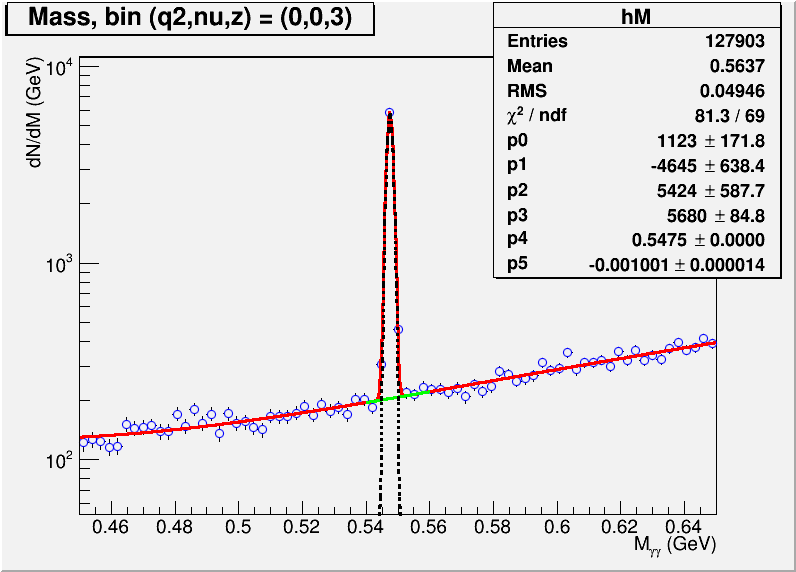 Mass, bin (q2,nu,z) = (0,0,3)
hM
Entries 127903
Mean 0.5637
RMS 0.04946
χ² / ndf 81.3 / 69
p0 1123 ± 171.8
p1 -4645 ± 638.4
p2 5424 ± 587.7
p3 5680 ± 84.8
p4 0.5475 ± 0.0000
p5 -0.001001 ± 0.000014
dN/dM (GeV)
10⁴
10³
10²
0.46 0.48 0.5 0.52 0.54 0.56 0.58 0.6 0.62 0.64
Mγγ (GeV)